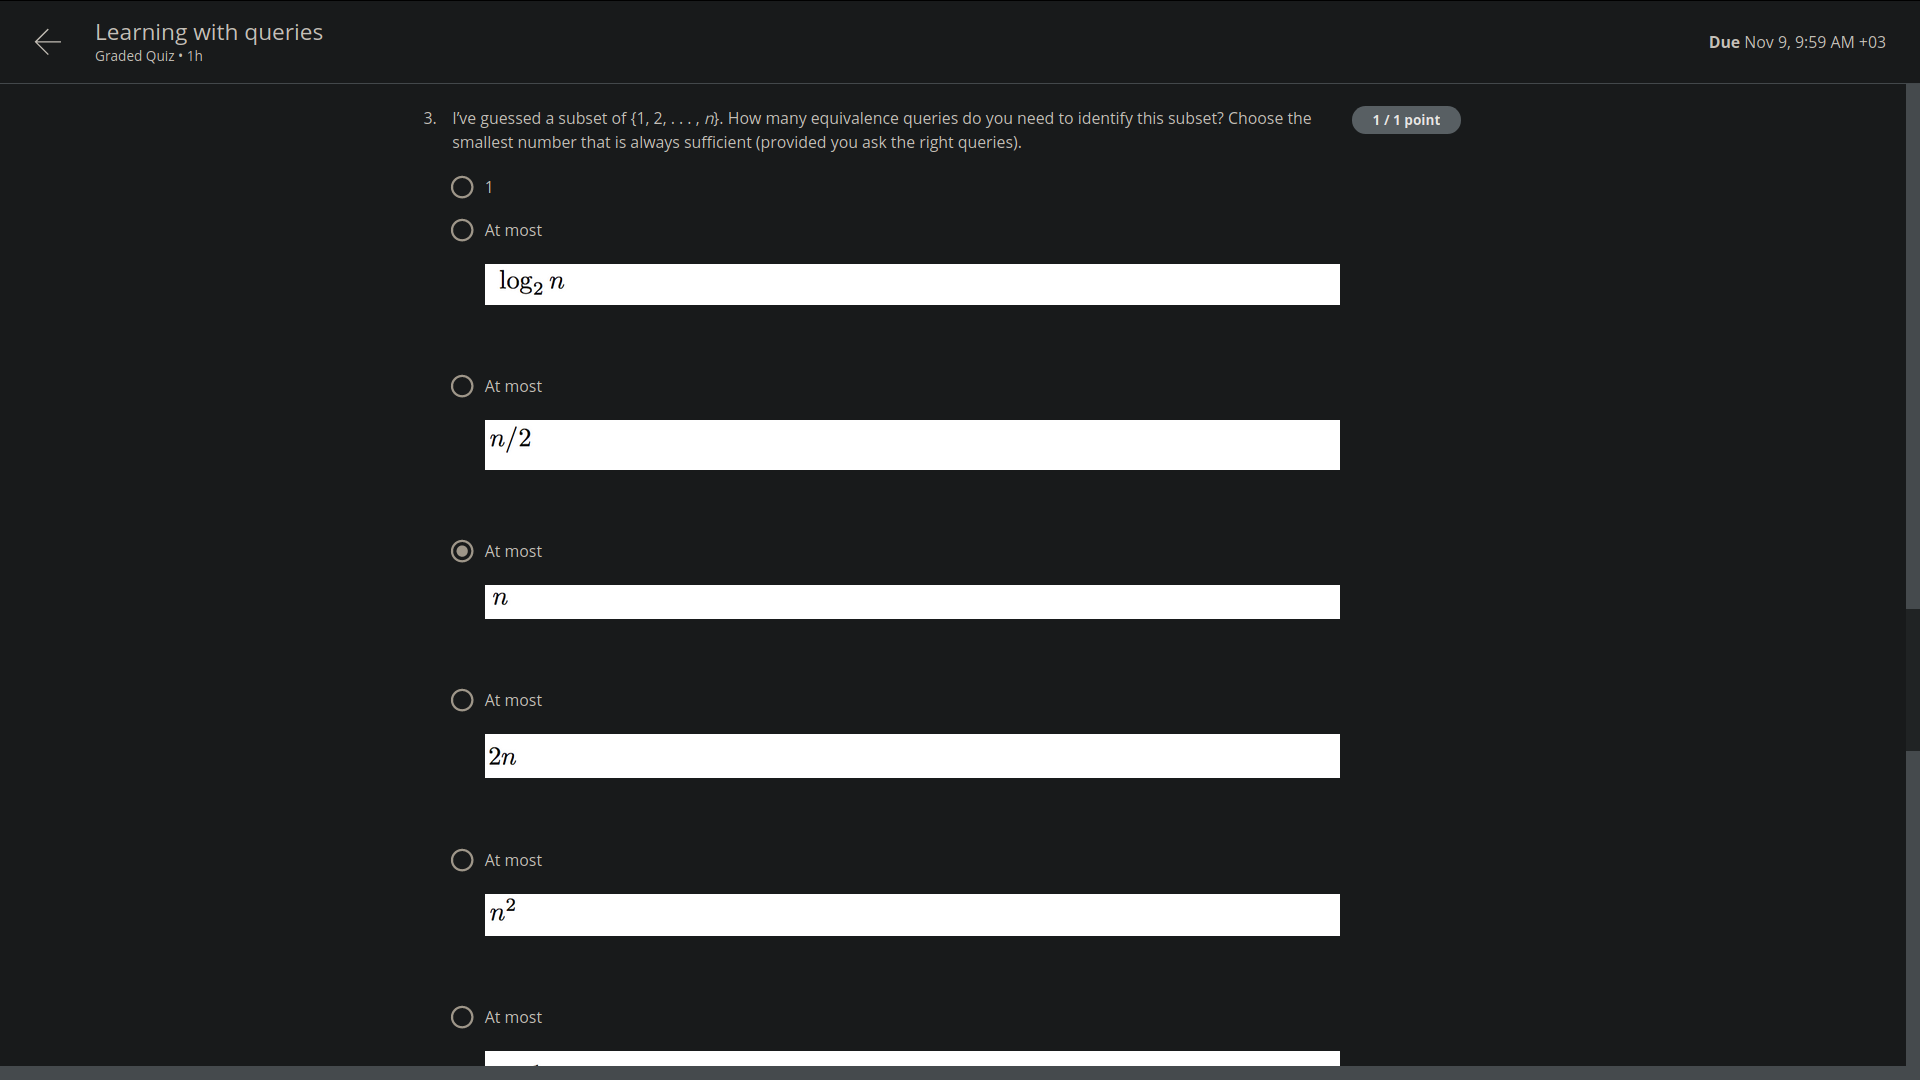 Learning with queries
Graded Quiz • 1h
Due Nov 9, 9:59 AM +03
3. I've guessed a subset of {1, 2, . . . , n}. How many equivalence queries do you need to identify this subset? Choose the
smallest number that is always sufficient (provided you ask the right queries).
1 / 1 point
1
At most
log₂ n
At most
n/2
At most
n
At most
2n
At most
n²
At most